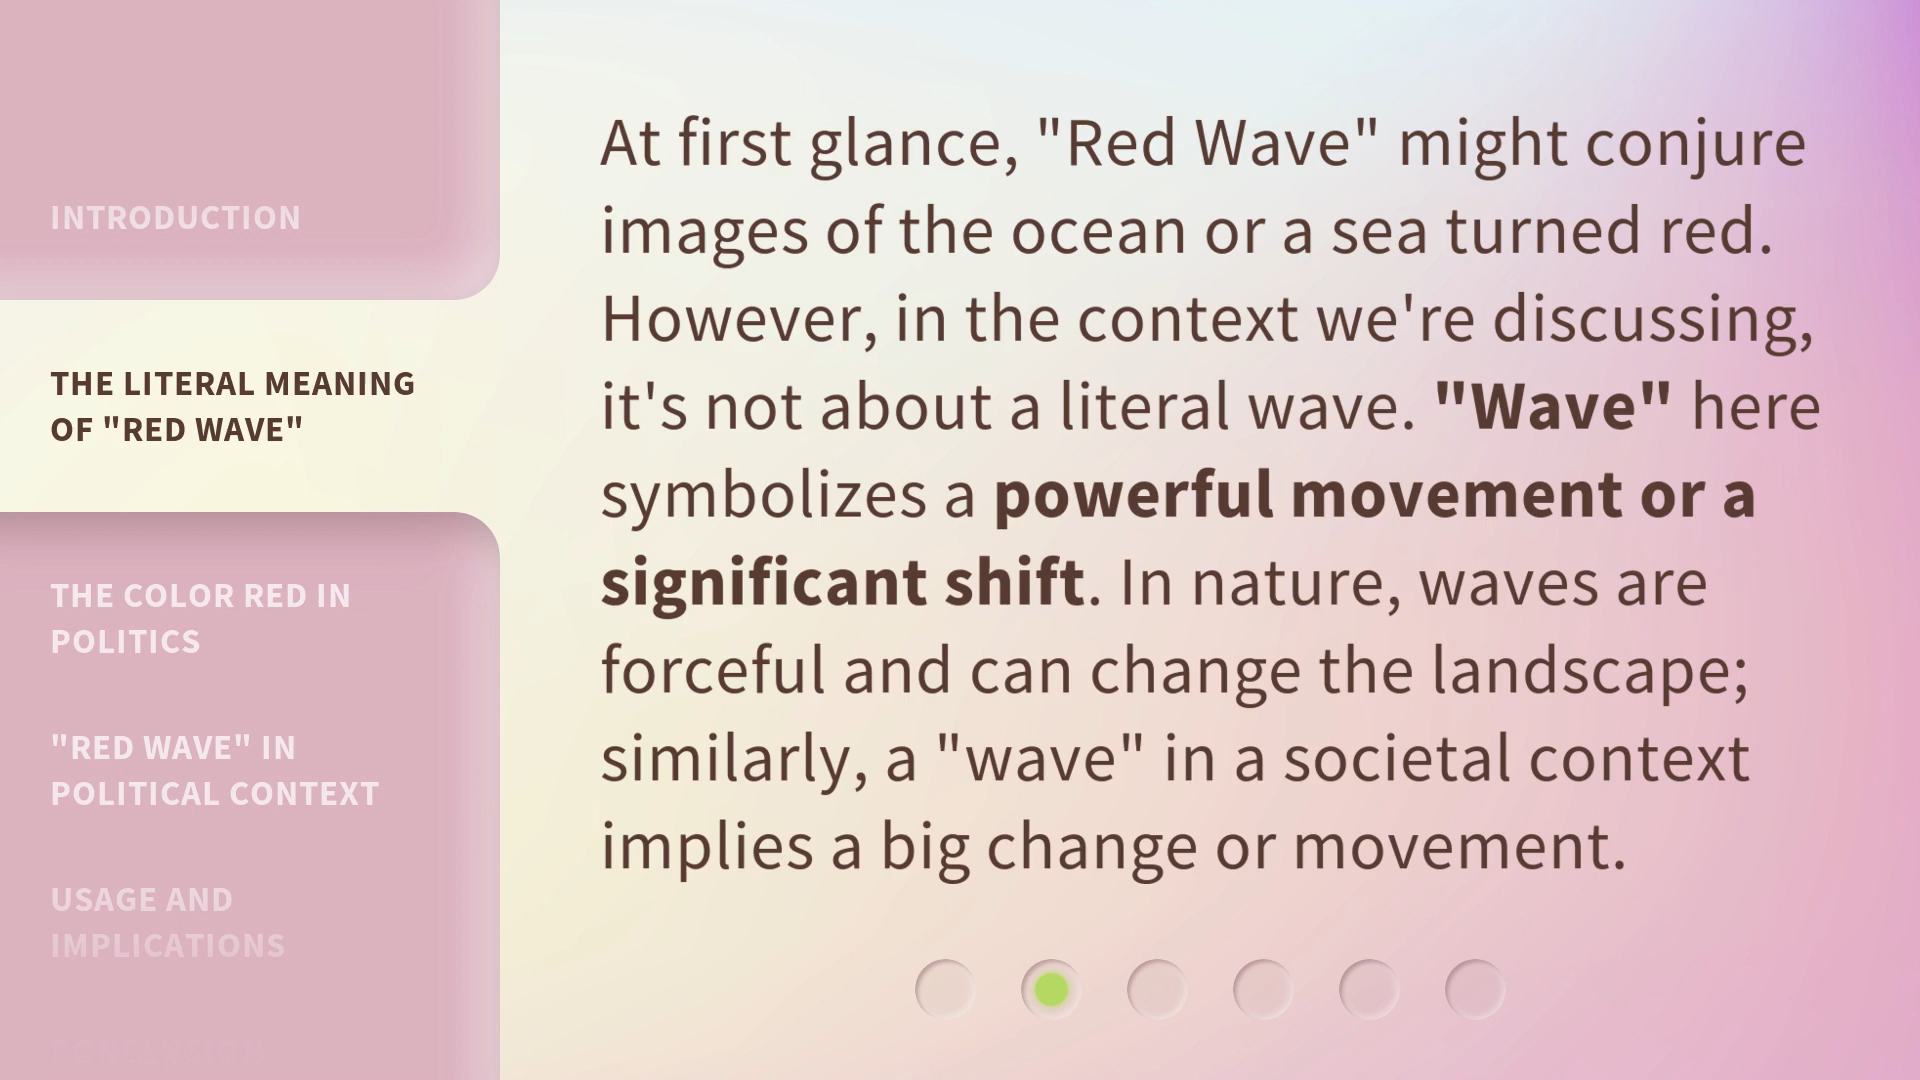 INTRODUCTION
THE LITERAL MEANING
OF "RED WAVE"
THE COLOR RED IN
POLITICS
"RED WAVE" IN
POLITICAL CONTEXT
USAGE AND
IMPLICATIONS
At first glance, "Red Wave" might conjure
images of the ocean or a sea turned red.
However, in the context we're discussing,
it's not about a literal wave. "Wave" here
symbolizes a powerful movement or a
significant shift. In nature, waves are
forceful and can change the landscape;
similarly, a "wave" in a societal context
implies a big change or movement.